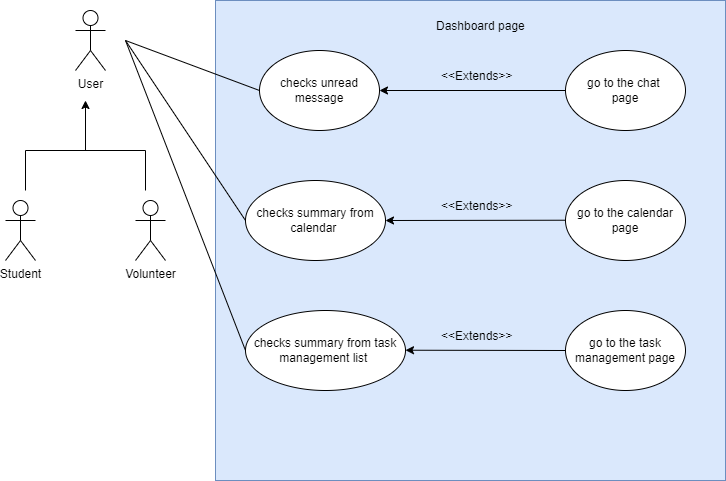 Dashboard page
User
checks unread
message
<<Extends>>
go to the chat
page
checks summary from
calendar
<<Extends>>
go to the calendar
page
Student
Volunteer
checks summary from task
management list
<<Extends>>
go to the task
management page